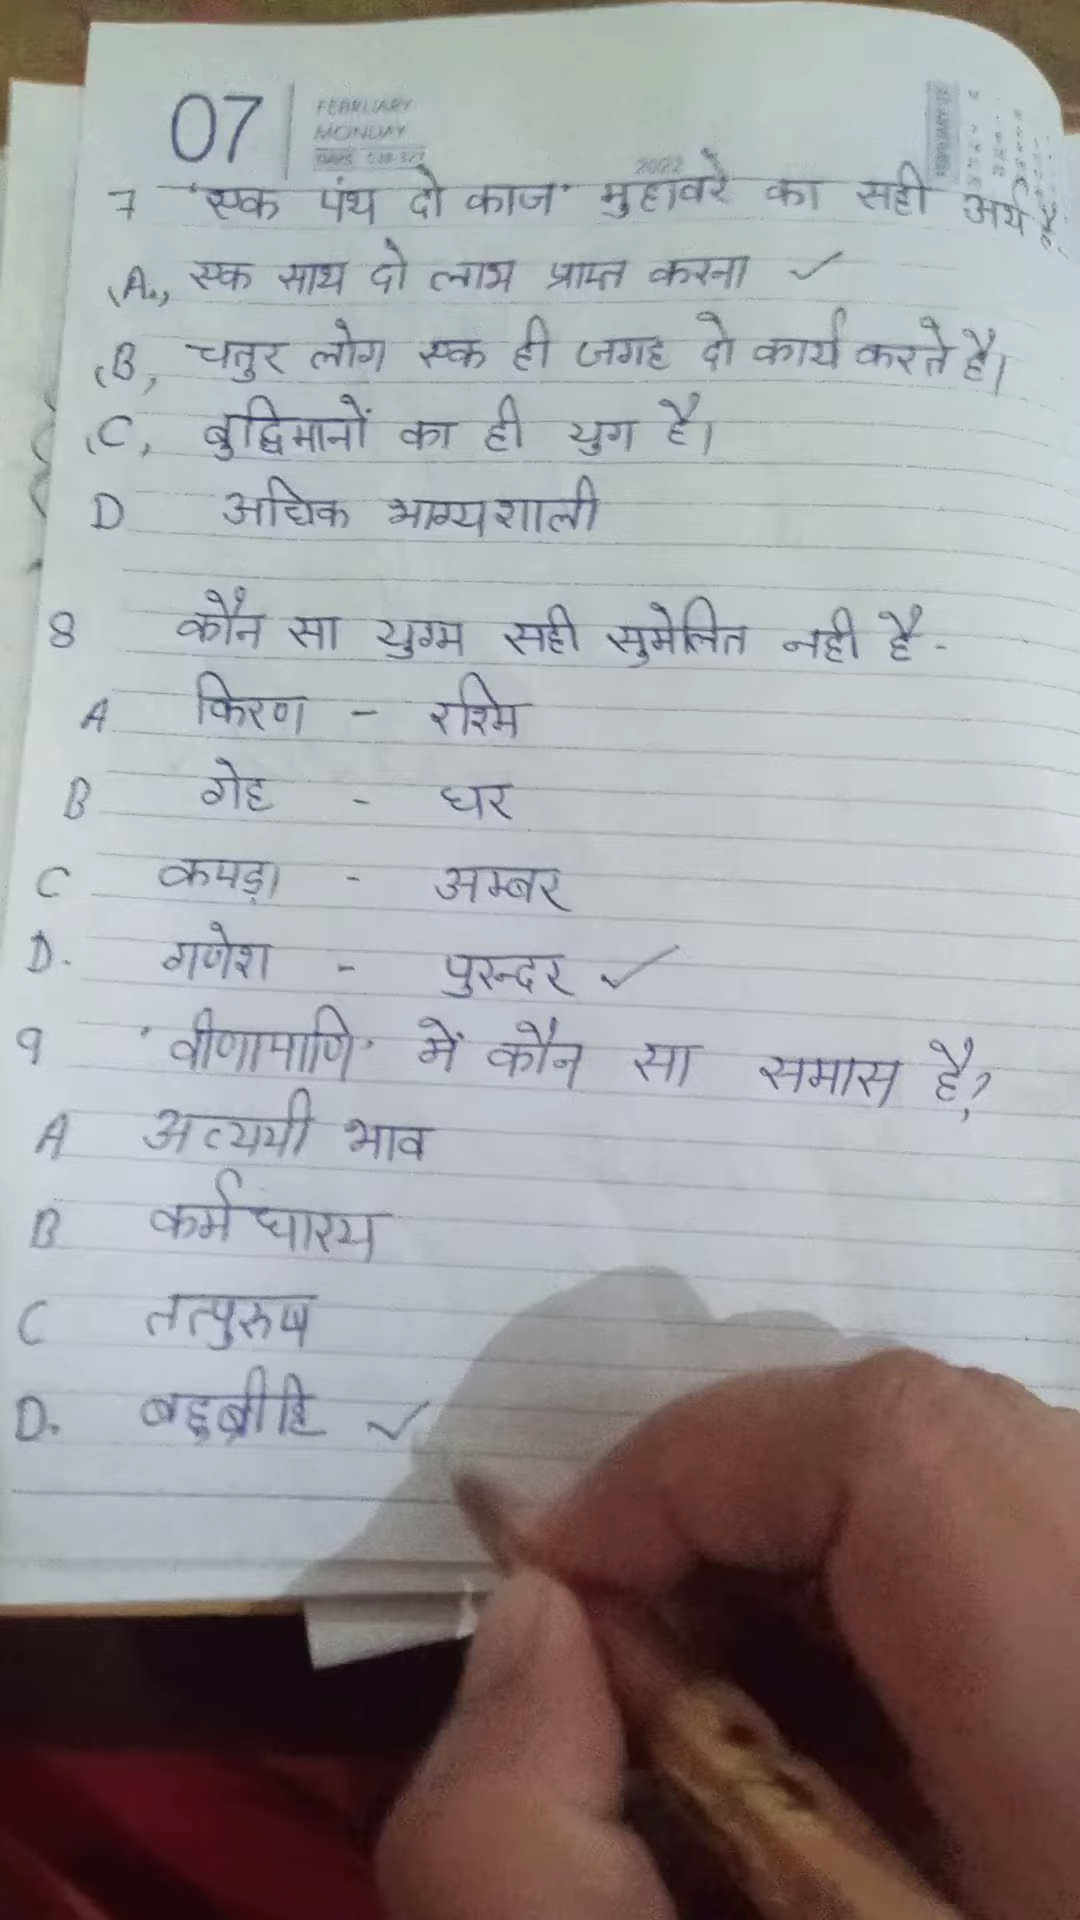 07
FEBRUARY
MONDAY
2022
7 'एक पंथ दो काज' मुहावरे का सही अर्थ है
(A., एक साथ दो लाभ प्राप्त करना ✓
(B, चतुर लोग एक ही जगह दो कार्य करते है।
(C, बुद्धिमानों का ही युग है।
D अधिक भाग्यशाली
8 कौन सा युग्म सही सुमेलित नही है -
A किरण - रश्मि
B गेह - घर
C कपड़ा - अम्बर
D. गणेश - पुरन्दर ✓
9 'वीणापाणि' में कौन सा समास है?
A अव्ययी भाव
B कर्म धारय
C तत्पुरुष
D. बहुब्रीहि ✓